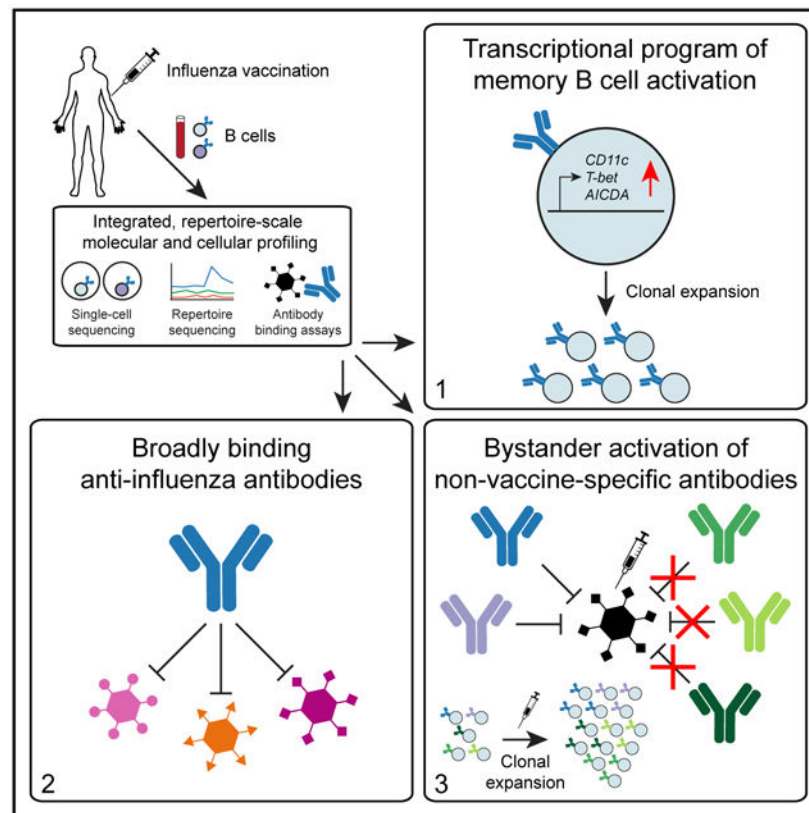 Influenza vaccination
B cells
Integrated, repertoire-scale
molecular and cellular profiling
Single-cell
sequencing
Repertoire
sequencing
Antibody
binding assays
Transcriptional program of
memory B cell activation
CD11c
T-bet
AICDA
Clonal expansion
1
Broadly binding
anti-influenza antibodies
2
Bystander activation of
non-vaccine-specific antibodies
Clonal
expansion
3